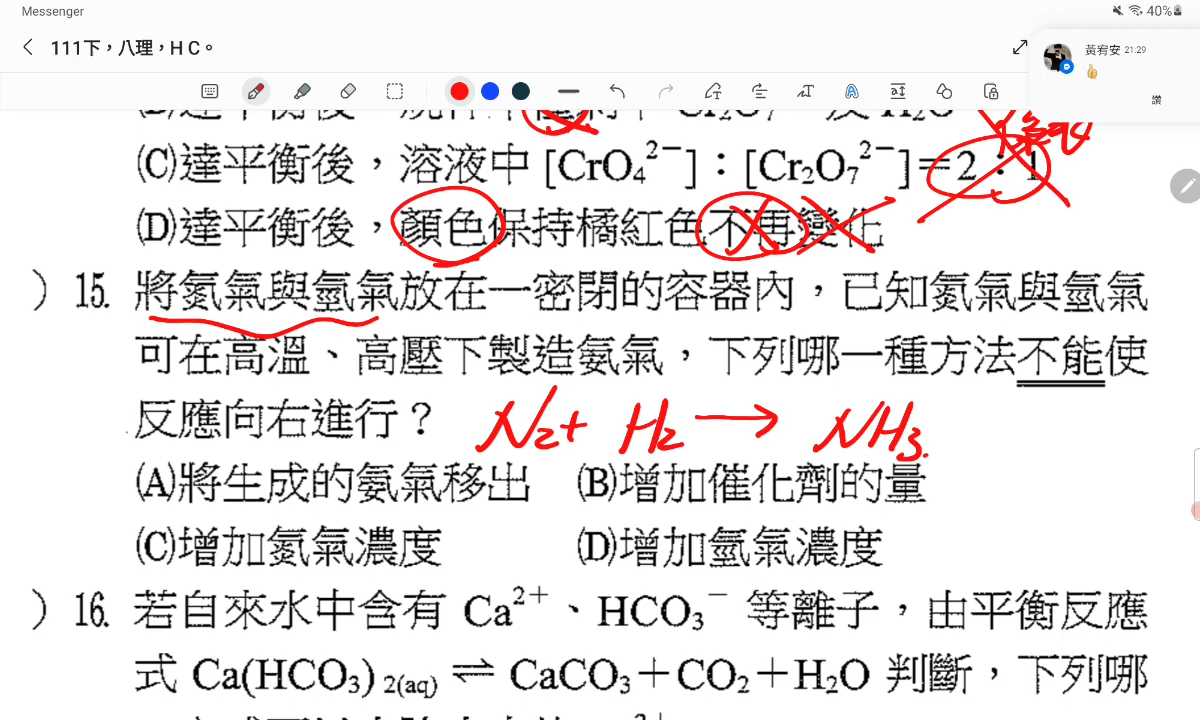 Messenger
40%
111下，八理，H C。
黃宥安 21:29
讚
(C)達平衡後，溶液中 [CrO₄²⁻]：[Cr₂O₇²⁻]＝2：1
(D)達平衡後，顏色保持橘紅色不再變化
) 15. 將氮氣與氫氣放在一密閉的容器內，已知氮氣與氫氣
可在高溫、高壓下製造氨氣，下列哪一種方法不能使
反應向右進行？ N₂+ H₂ → NH₃.
(A)將生成的氨氣移出 (B)增加催化劑的量
(C)增加氮氣濃度 (D)增加氫氣濃度
) 16. 若自來水中含有 Ca²⁺、HCO₃⁻ 等離子，由平衡反應
式 Ca(HCO₃)₂(aq) ⇌ CaCO₃＋CO₂＋H₂O 判斷，下列哪